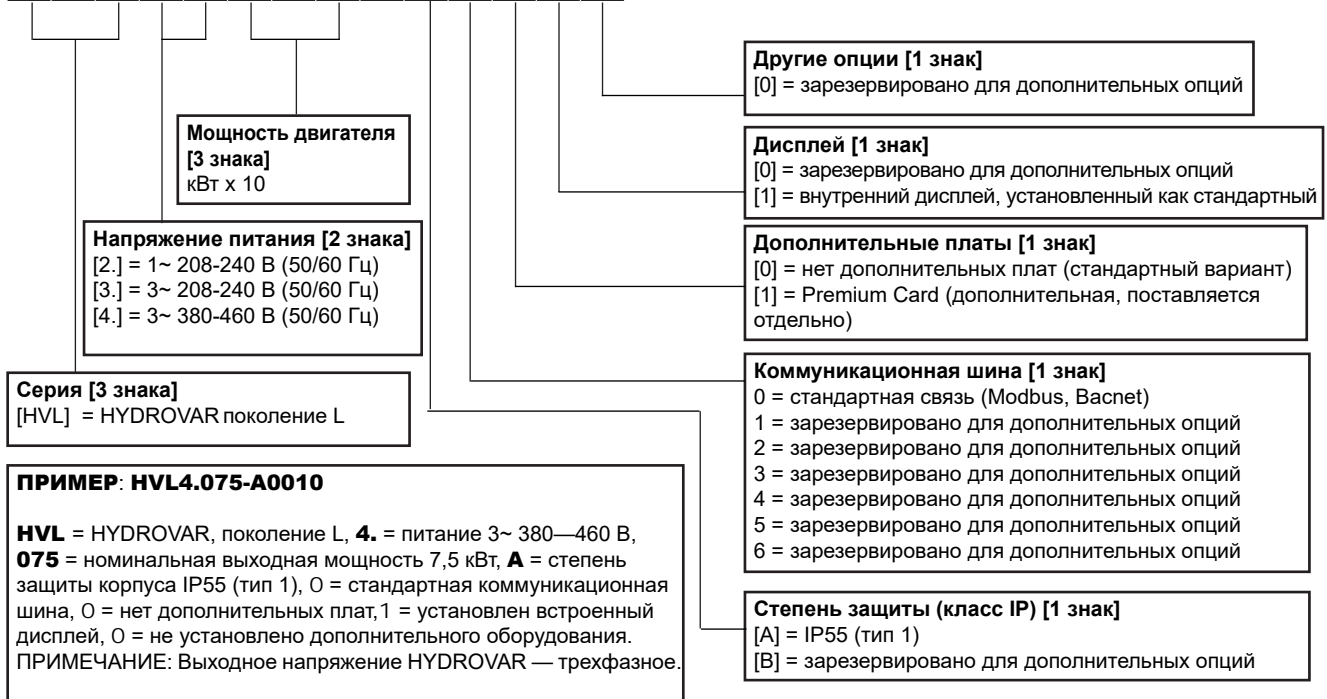 Другие опции [1 знак]
[0] = зарезервировано для дополнительных опций
Мощность двигателя
[3 знака]
кВт x 10
Дисплей [1 знак]
[0] = зарезервировано для дополнительных опций
[1] = внутренний дисплей, установленный как стандартный
Напряжение питания [2 знака]
[2.] = 1~ 208-240 В (50/60 Гц)
[3.] = 3~ 208-240 В (50/60 Гц)
[4.] = 3~ 380-460 В (50/60 Гц)
Дополнительные платы [1 знак]
[0] = нет дополнительных плат (стандартный вариант)
[1] = Premium Card (дополнительная, поставляется
отдельно)
Серия [3 знака]
[HVL] = HYDROVAR поколение L
Коммуникационная шина [1 знак]
0 = стандартная связь (Modbus, Bacnet)
1 = зарезервировано для дополнительных опций
2 = зарезервировано для дополнительных опций
3 = зарезервировано для дополнительных опций
4 = зарезервировано для дополнительных опций
5 = зарезервировано для дополнительных опций
6 = зарезервировано для дополнительных опций
ПРИМЕР: HVL4.075-A0010
HVL = HYDROVAR, поколение L, 4. = питание 3~ 380—460 В,
075 = номинальная выходная мощность 7,5 кВт, A = степень
защиты корпуса IP55 (тип 1), 0 = стандартная коммуникационная
шина, 0 = нет дополнительных плат,1 = установлен встроенный
дисплей, 0 = не установлено дополнительного оборудования.
ПРИМЕЧАНИЕ: Выходное напряжение HYDROVAR — трехфазное.
Степень защиты (класс IP) [1 знак]
[A] = IP55 (тип 1)
[B] = зарезервировано для дополнительных опций